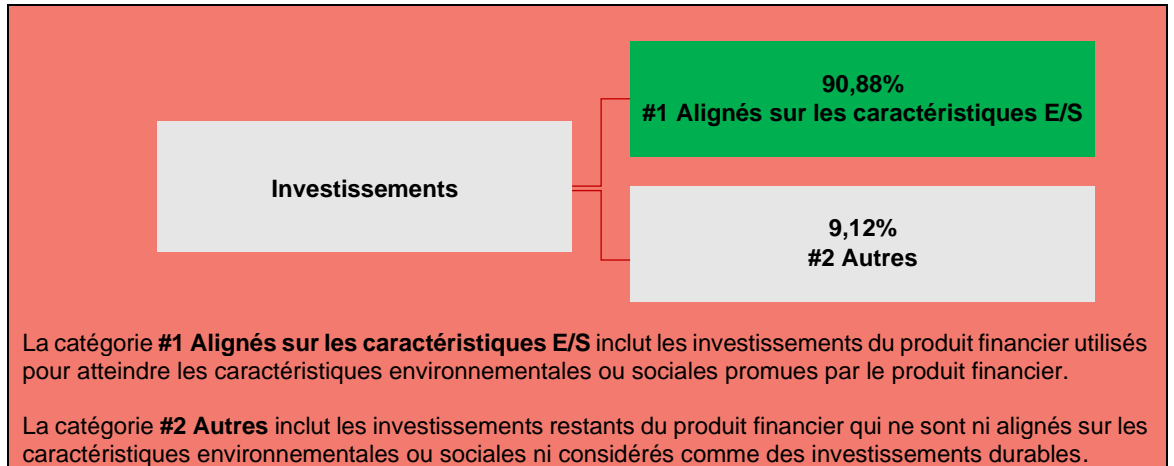 90,88%
#1 Alignés sur les caractéristiques E/S
Investissements
9,12%
#2 Autres
La catégorie #1 Alignés sur les caractéristiques E/S inclut les investissements du produit financier utilisés
pour atteindre les caractéristiques environnementales ou sociales promues par le produit financier.
La catégorie #2 Autres inclut les investissements restants du produit financier qui ne sont ni alignés sur les
caractéristiques environnementales ou sociales ni considérés comme des investissements durables.